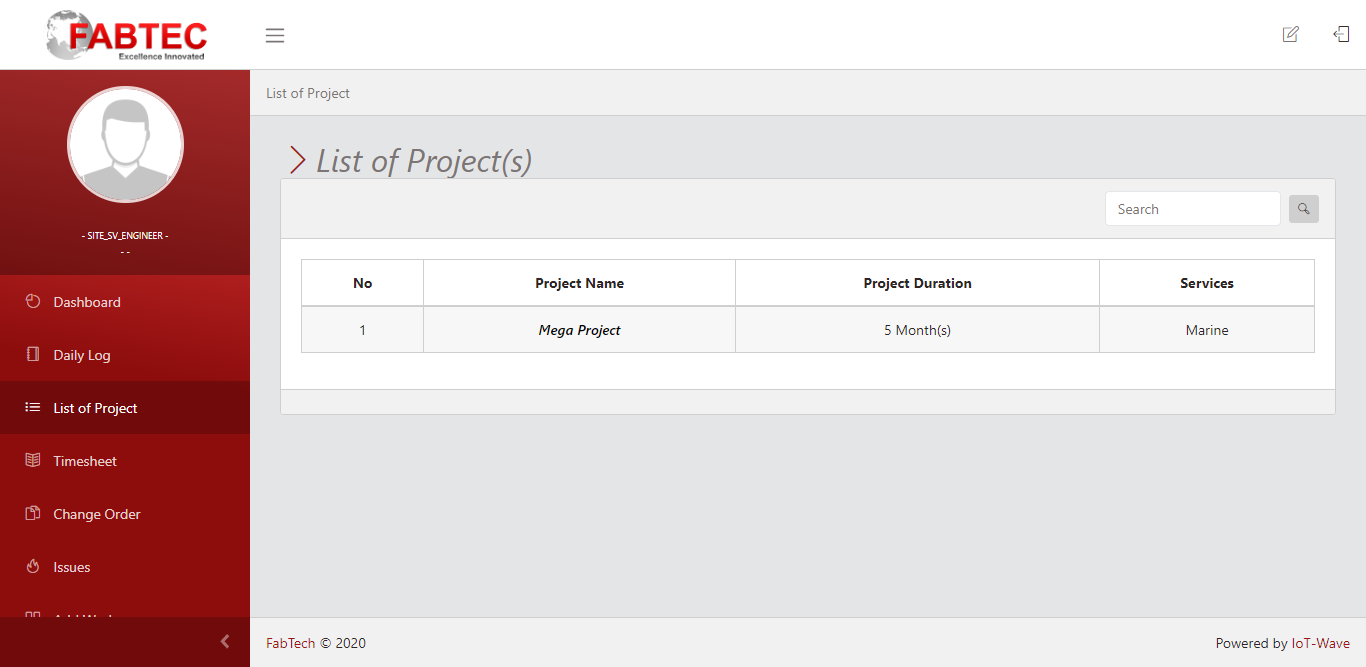 FABTEC
Excellence Innovated
List of Project
- SITE_SV_ENGINEER -
- -
Dashboard
Daily Log
List of Project
Timesheet
Change Order
Issues
List of Project(s)
Search
No Project Name Project Duration Services
1 Mega Project 5 Month(s) Marine
FabTech © 2020
Powered by IoT-Wave